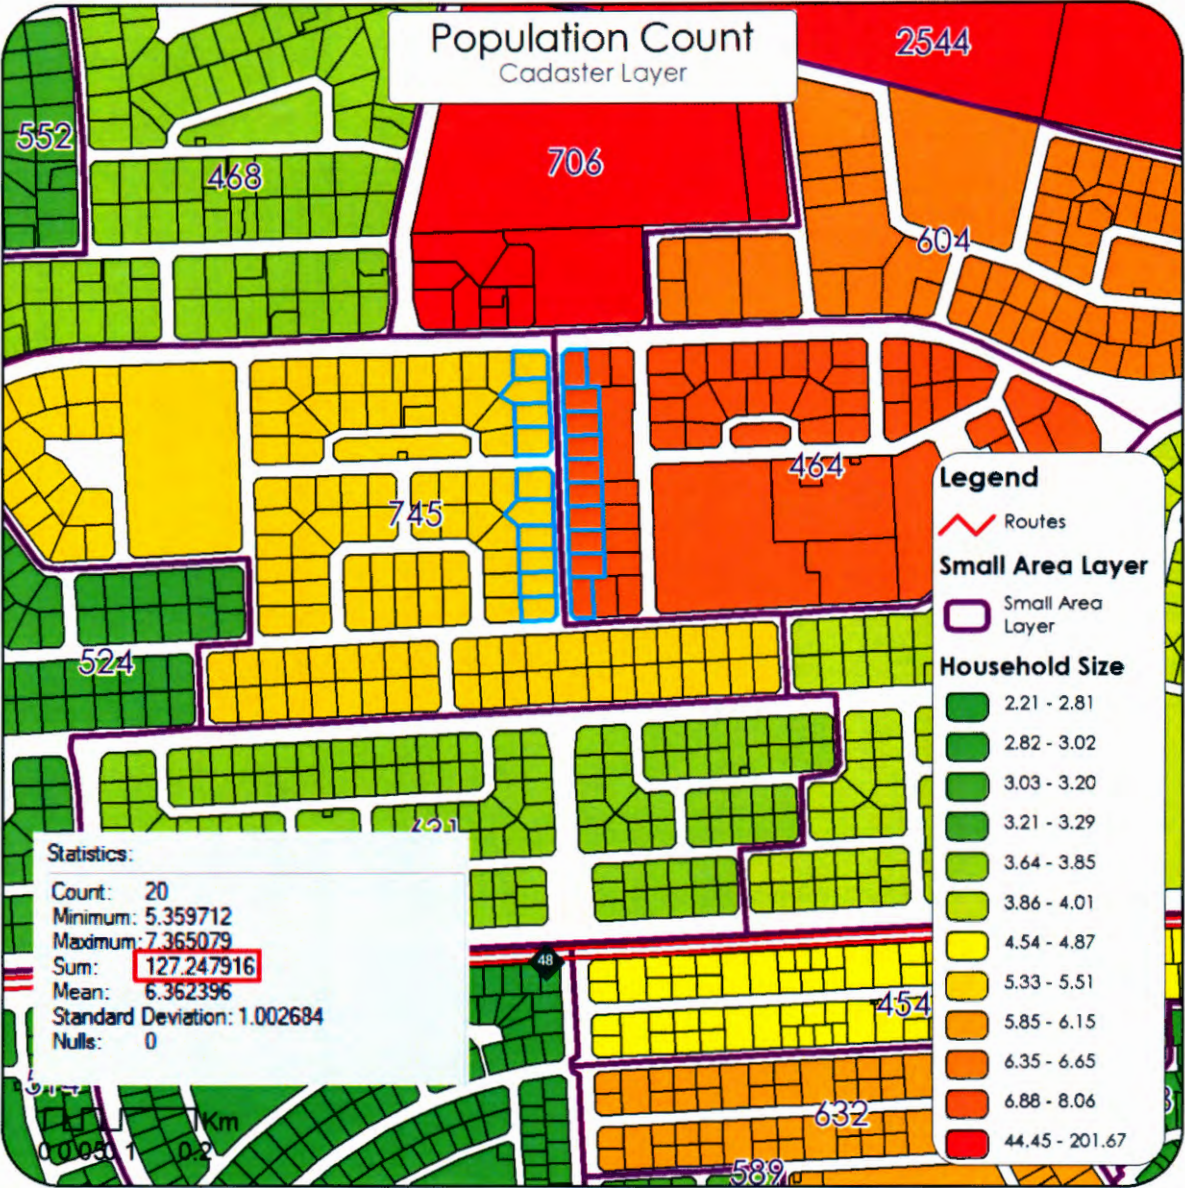 Population Count
Cadaster Layer
2544
552
468
706
604
464
745
524
Legend
Routes
Small Area Layer
Small Area
Layer
Household Size
2.21 - 2.81
2.82 - 3.02
3.03 - 3.20
3.21 - 3.29
3.64 - 3.85
3.86 - 4.01
4.54 - 4.87
5.33 - 5.51
5.85 - 6.15
6.35 - 6.65
6.88 - 8.06
44.45 - 201.67
Statistics:
Count: 20
Minimum: 5.359712
Maximum: 7.365079
Sum: 127.247916
Mean: 6.362396
Standard Deviation: 1.002684
Nulls: 0
48
454
632
589
Km
0.2